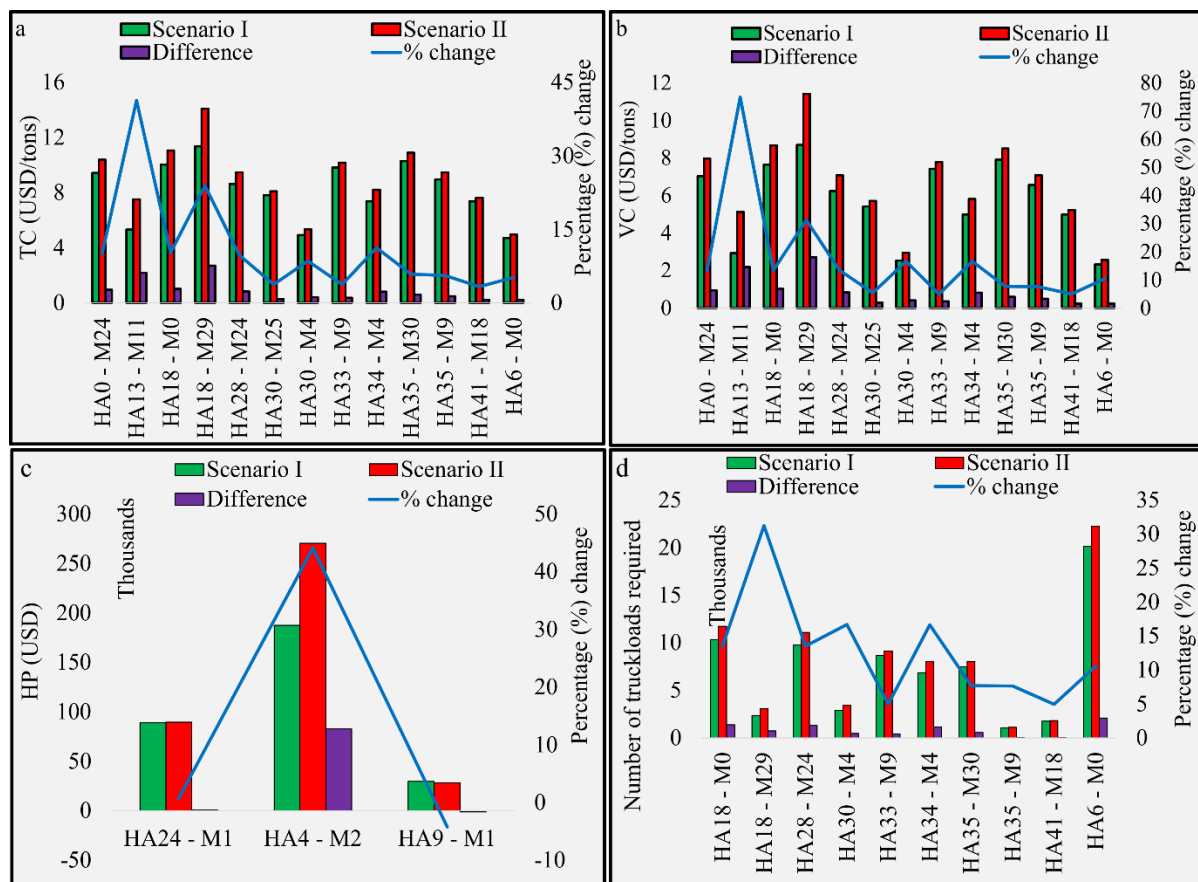 a
Scenario I
Scenario II
Difference
% change
TC (USD/tons)
16
12
8
4
0
Percentage (%) change
45
30
15
0
HA0 - M24
HA13 - M11
HA18 - M0
HA18 - M29
HA28 - M24
HA30 - M25
HA30 - M4
HA33 - M9
HA34 - M4
HA35 - M30
HA35 - M9
HA41 - M18
HA6 - M0
b
Scenario I
Scenario II
Difference
% change
VC (USD/tons)
12
10
8
6
4
2
0
Percentage (%) change
80
70
60
50
40
30
20
10
0
HA0 - M24
HA13 - M11
HA18 - M0
HA18 - M29
HA28 - M24
HA30 - M25
HA30 - M4
HA33 - M9
HA34 - M4
HA35 - M30
HA35 - M9
HA41 - M18
HA6 - M0
c
Scenario I
Scenario II
Difference
% change
HP (USD)
Thousands
300
250
200
150
100
50
0
-50
Percentage (%) change
50
40
30
20
10
0
-10
HA24 - M1
HA4 - M2
HA9 - M1
d
Scenario I
Scenario II
Difference
% change
Number of truckloads required
Thousands
25
20
15
10
5
0
Percentage (%) change
35
30
25
20
15
10
5
0
HA18 - M0
HA18 - M29
HA28 - M24
HA30 - M4
HA33 - M9
HA34 - M4
HA35 - M30
HA35 - M9
HA41 - M18
HA6 - M0